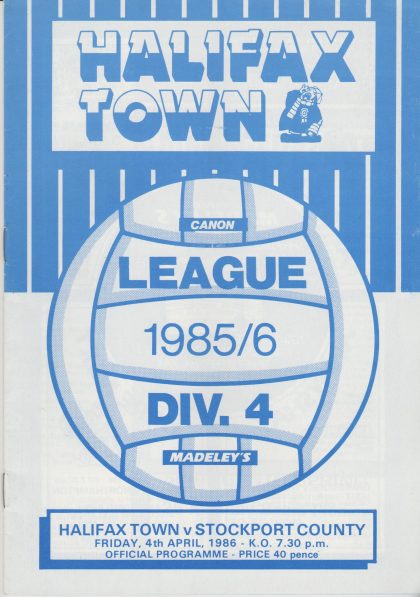 HALIFAX
TOWN
CANON
LEAGUE
1985/6
DIV. 4
MADELEY'S
HALIFAX TOWN v STOCKPORT COUNTY
FRIDAY, 4th APRIL, 1986 - K.O. 7.30 p.m.
OFFICIAL PROGRAMME - PRICE 40 pence